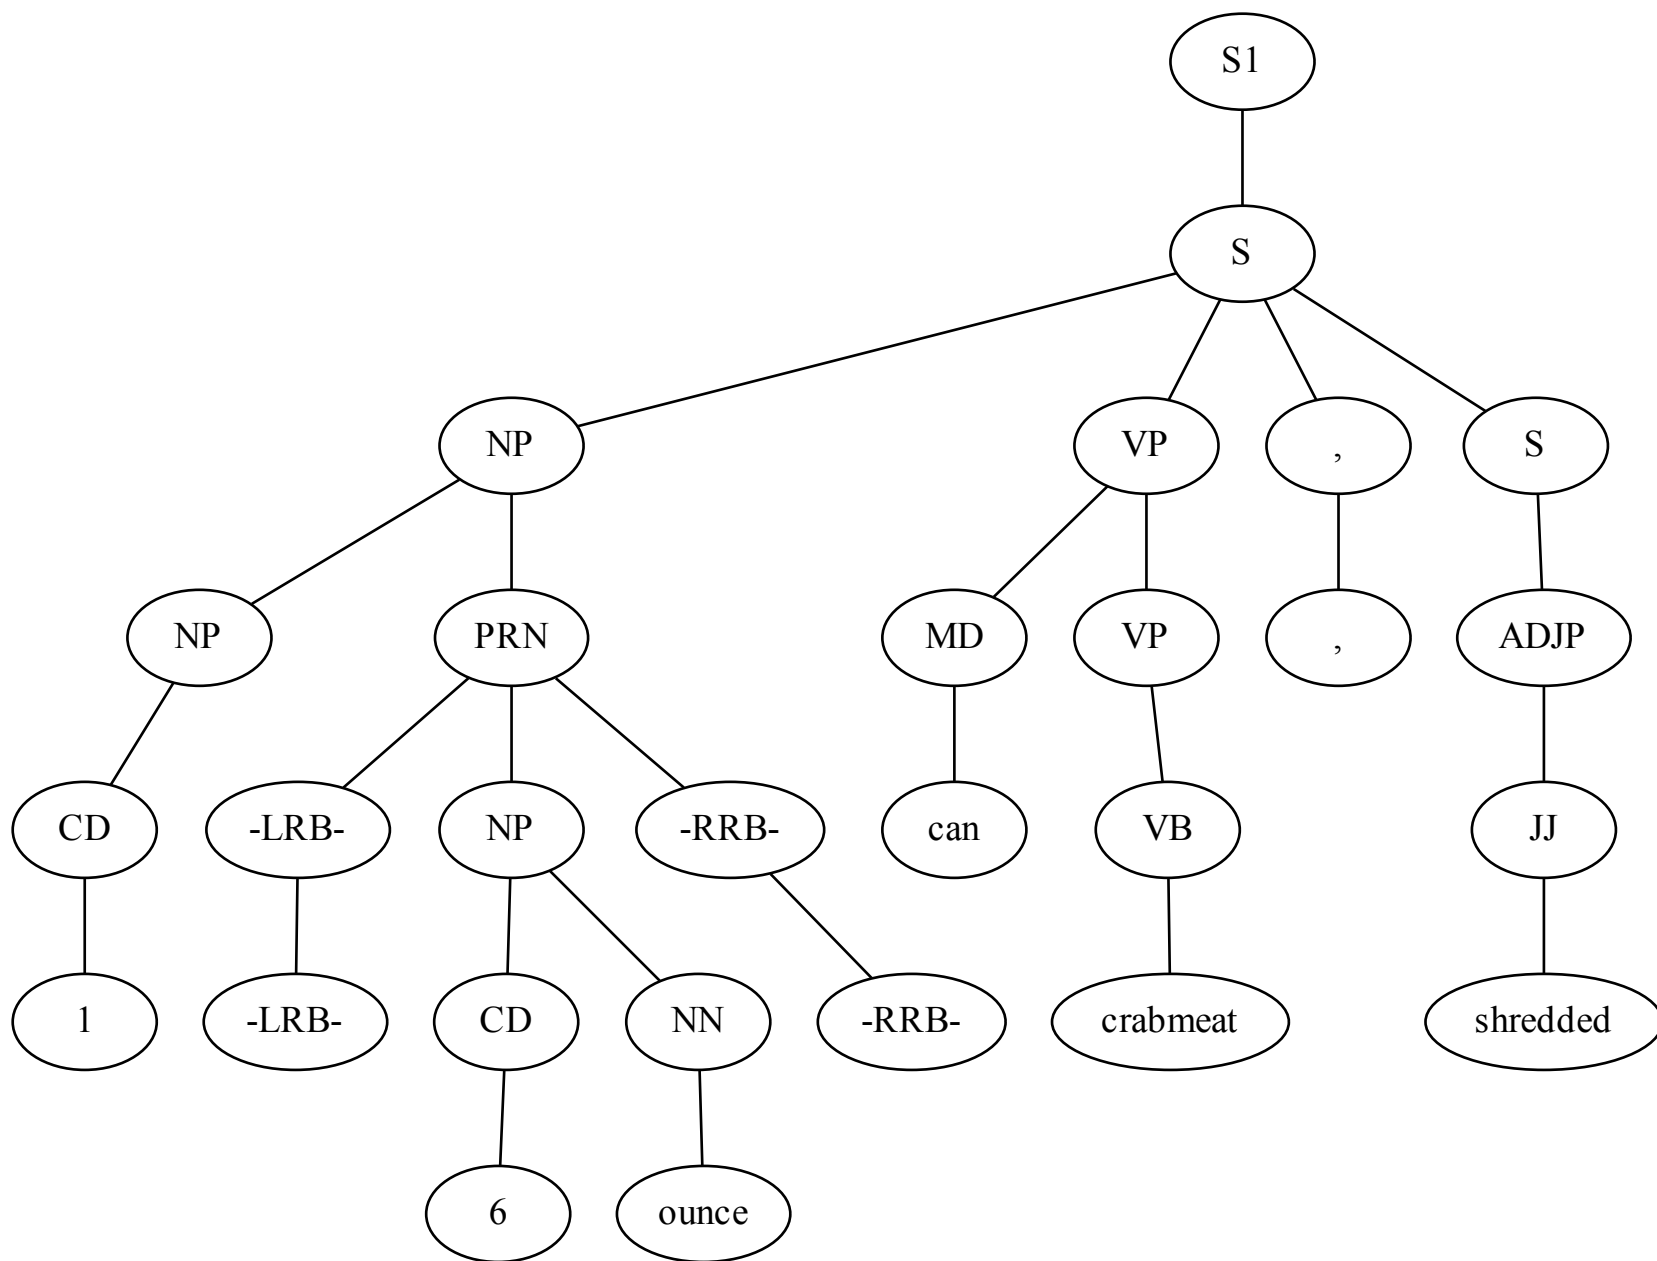 S1
S
NP VP , S
NP PRN MD VP , ADJP
CD -LRB- NP -RRB- can VB JJ
1 -LRB- CD NN -RRB- crabmeat shredded
6 ounce